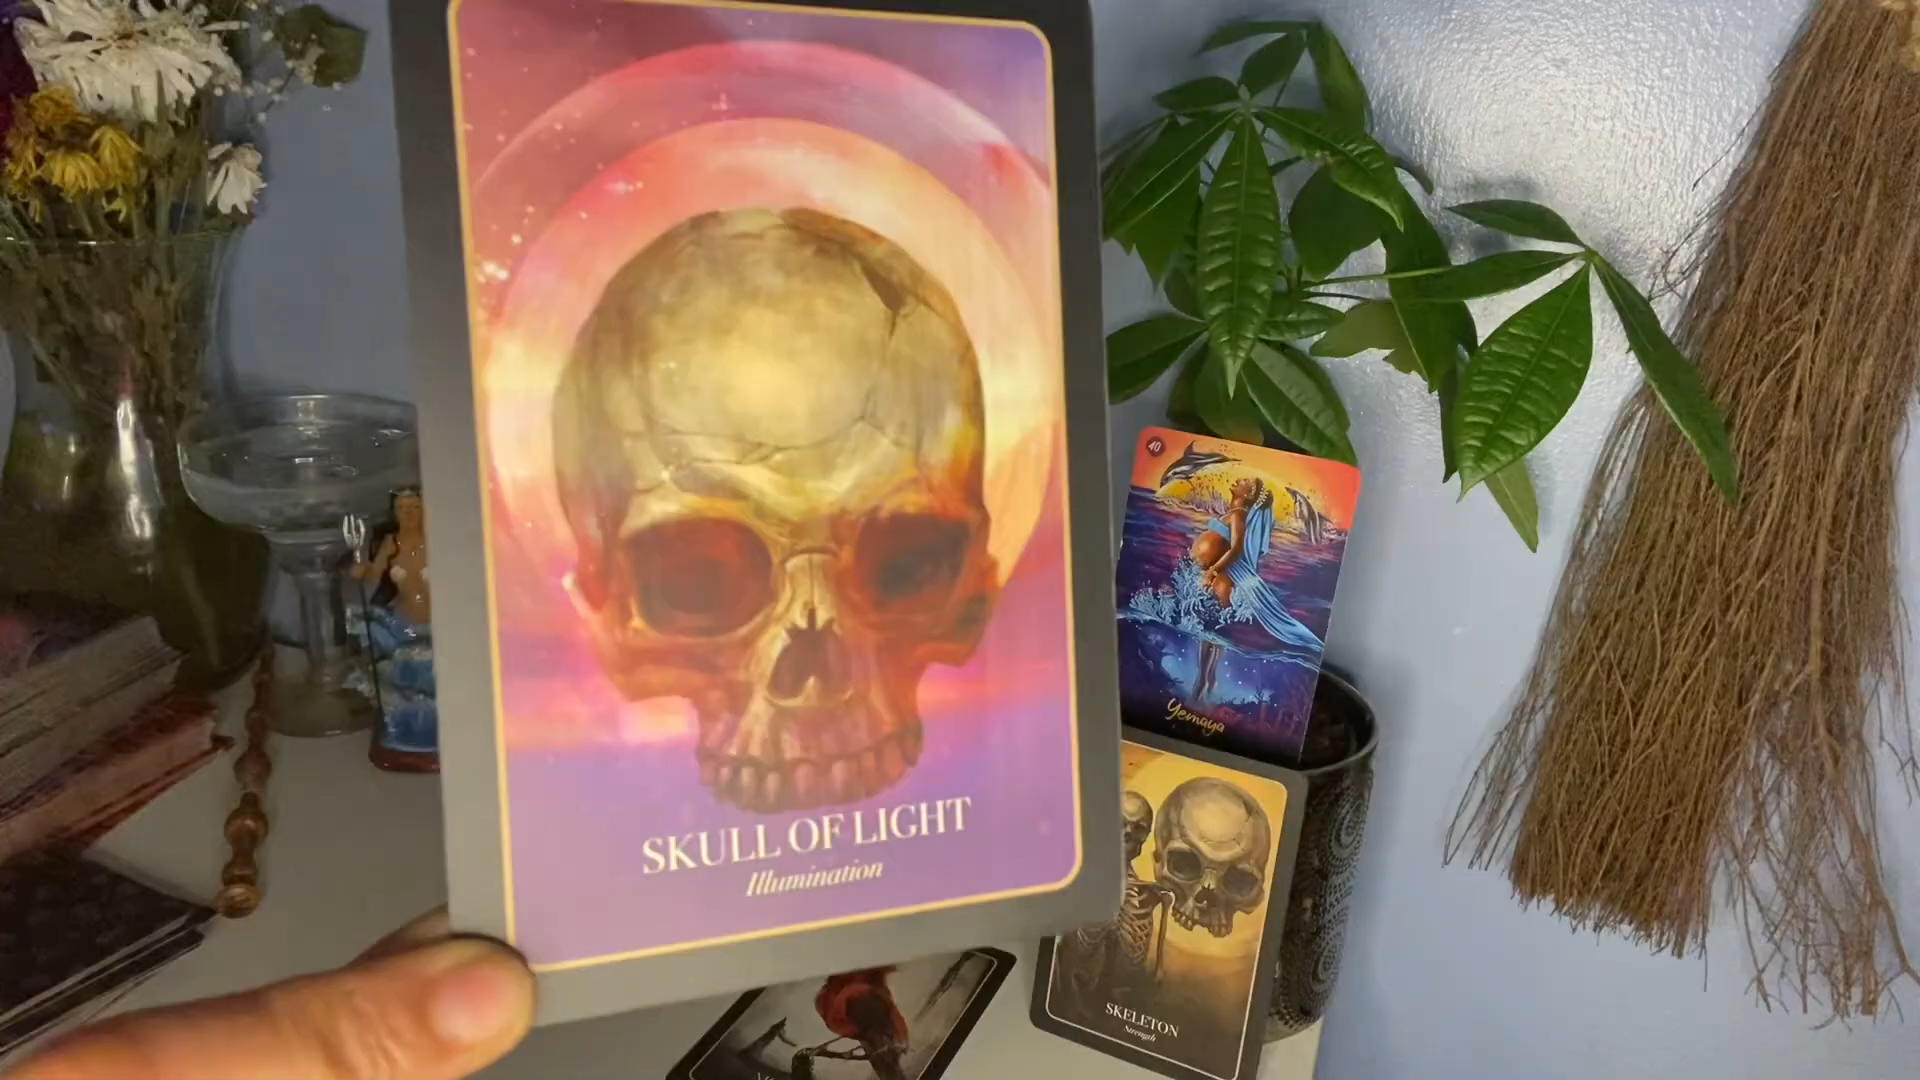 SKULL OF LIGHT
Illumination
40
Yemaya
SKELETON
Strength